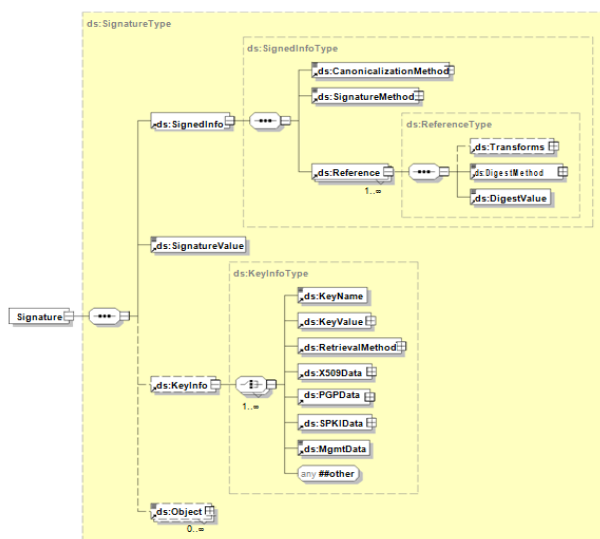 ds:SignatureType
ds:SignedInfoType
ds:CanonicalizationMethod
ds:SignatureMethod
ds:SignedInfo
ds:ReferenceType
ds:Transforms
ds:Reference
ds:DigestMethod
1..∞
ds:DigestValue
ds:SignatureValue
ds:KeyInfoType
ds:KeyName
Signature
ds:KeyValue
ds:RetrievalMethod
ds:X509Data
ds:KeyInfo
ds:PGPData
1..∞
ds:SPKIData
ds:MgmtData
any ##other
ds:Object
0..∞